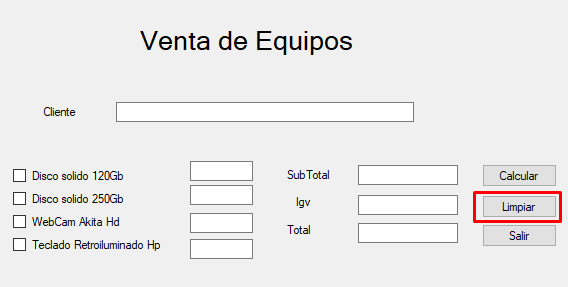 Venta de Equipos
Cliente
Disco solido 120Gb
Disco solido 250Gb
WebCam Akita Hd
Teclado Retroiluminado Hp
SubTotal
Igv
Total
Calcular
Limpiar
Salir